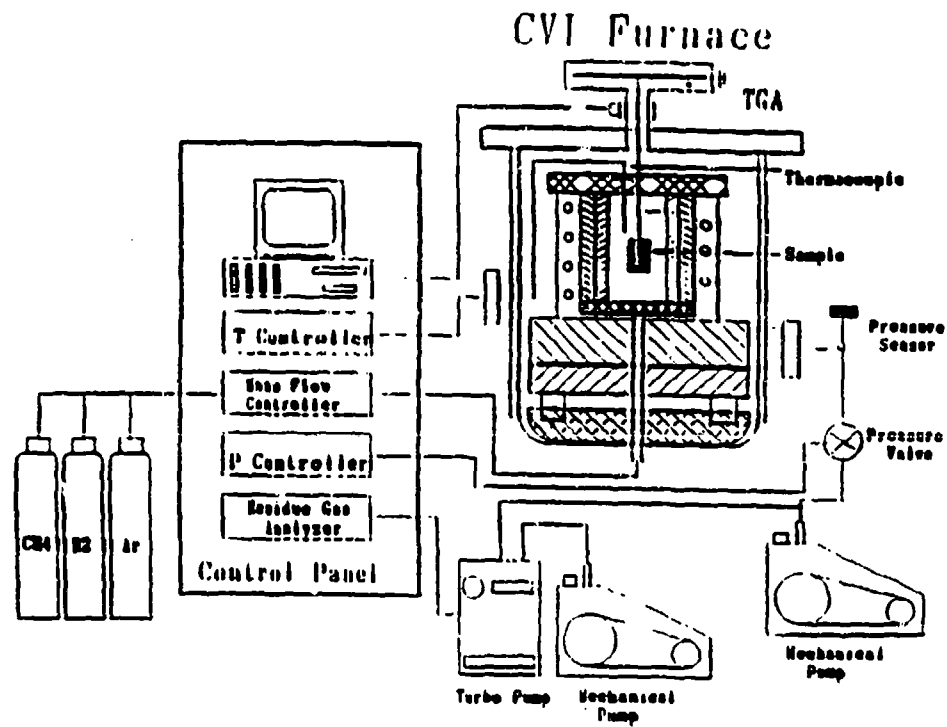 CVI Furnace
TGA
Thermocouple
Sample
T Controller
Mass Flow
Controller
P Controller
Residue Gas
Analyzer
Control Panel
CH4
H2
Ar
Pressure
Sensor
Pressure
Valve
Turbo Pump
Mechanical
Pump
Mechanical
Pump